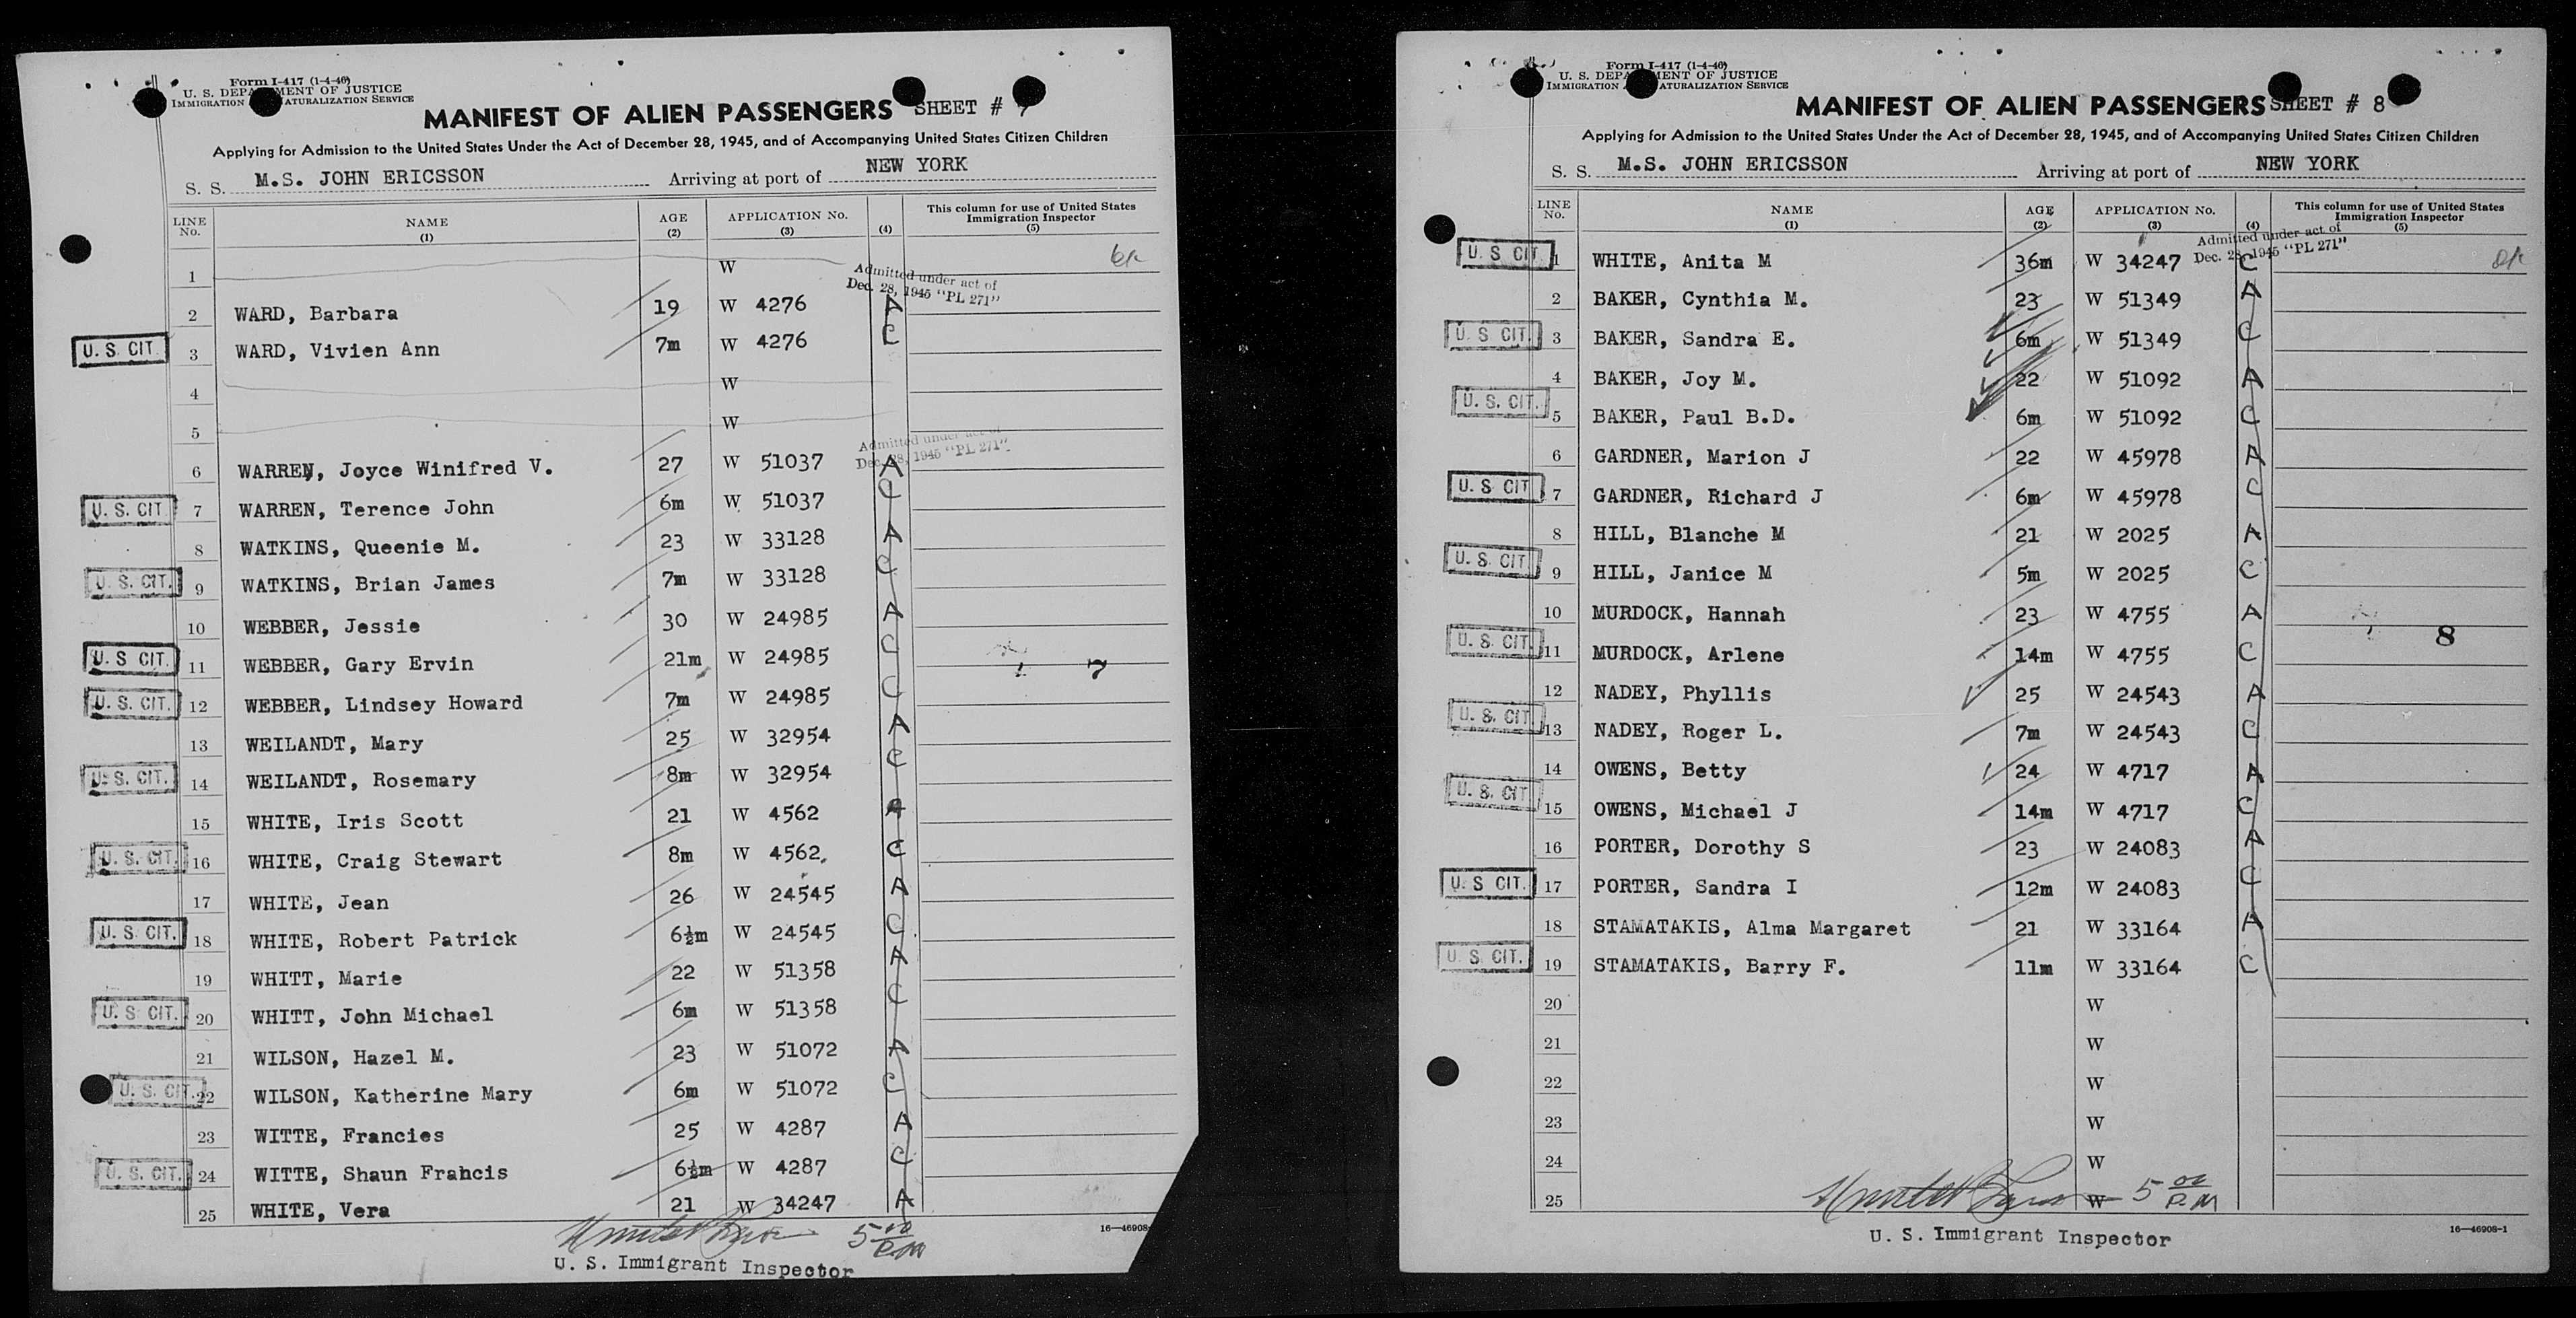 Form I-417 (1-4-46)
U. S. DEPARTMENT OF JUSTICE
IMMIGRATION NATURALIZATION SERVICE
MANIFEST OF ALIEN PASSENGERS SHEET # 7
Applying for Admission to the United States Under the Act of December 28, 1945, and of Accompanying United States Citizen Children
S. S. M.S. JOHN ERICSSON Arriving at port of NEW YORK
LINE No. NAME (1) AGE (2) APPLICATION No. (3) (4) This column for use of United States Immigration Inspector (5)
1 W
Admitted under act of
Dec. 28, 1945 "PL 271"
2 WARD, Barbara 19 W 4276 A
U. S. CIT. 3 WARD, Vivien Ann 7m W 4276 C
4 W
5 W
Admitted under act of
Dec. 28, 1945 "PL 271"
6 WARREN, Joyce Winifred V. 27 W 51037 A
U. S. CIT. 7 WARREN, Terence John 6m W 51037 C
8 WATKINS, Queenie M. 23 W 33128 A
U. S. CIT. 9 WATKINS, Brian James 7m W 33128 C
10 WEBBER, Jessie 30 W 24985 A
U. S. CIT. 11 WEBBER, Gary Ervin 21m W 24985 C 7
U. S. CIT. 12 WEBBER, Lindsey Howard 7m W 24985 C
13 WEILANDT, Mary 25 W 32954 A
U. S. CIT. 14 WEILANDT, Rosemary 8m W 32954 C
15 WHITE, Iris Scott 21 W 4562 A
U. S. CIT. 16 WHITE, Craig Stewart 8m W 4562 C
17 WHITE, Jean 26 W 24545 A
U. S. CIT. 18 WHITE, Robert Patrick 6½m W 24545 C
19 WHITT, Marie 22 W 51358 A
U. S. CIT. 20 WHITT, John Michael 6m W 51358 C
21 WILSON, Hazel M. 23 W 51072 A
U. S. CIT. 22 WILSON, Katherine Mary 6m W 51072 C
23 WITTE, Francies 25 W 4287 A
U. S. CIT. 24 WITTE, Shaun Frahcis 6½m W 4287 C
25 WHITE, Vera 21 W 34247 A
5 00 P.M
16—46908-
U. S. Immigrant Inspector
Form I-417 (1-4-46)
U. S. DEPARTMENT OF JUSTICE
IMMIGRATION NATURALIZATION SERVICE
MANIFEST OF ALIEN PASSENGERS SHEET # 8
Applying for Admission to the United States Under the Act of December 28, 1945, and of Accompanying United States Citizen Children
S. S. M.S. JOHN ERICSSON Arriving at port of NEW YORK
LINE No. NAME (1) AGE (2) APPLICATION No. (3) (4) This column for use of United States Immigration Inspector (5)
Admitted under act of
Dec. 28, 1945 "PL 271"
U. S. CIT. 1 WHITE, Anita M 36m W 34247 C
2 BAKER, Cynthia M. 23 W 51349 A
U. S. CIT. 3 BAKER, Sandra E. 6m W 51349 C
4 BAKER, Joy M. 22 W 51092 A
U. S. CIT. 5 BAKER, Paul B.D. 6m W 51092 C
6 GARDNER, Marion J 22 W 45978 A
U. S. CIT. 7 GARDNER, Richard J 6m W 45978 C
8 HILL, Blanche M 21 W 2025 A
U. S. CIT. 9 HILL, Janice M 5m W 2025 C
10 MURDOCK, Hannah 23 W 4755 A 8
U. S. CIT. 11 MURDOCK, Arlene 14m W 4755 C
12 NADEY, Phyllis 25 W 24543 A
U. S. CIT. 13 NADEY, Roger L. 7m W 24543 C
14 OWENS, Betty 24 W 4717 A
U. S. CIT. 15 OWENS, Michael J 14m W 4717 C
16 PORTER, Dorothy S 23 W 24083 A
U. S. CIT. 17 PORTER, Sandra I 12m W 24083 C
18 STAMATAKIS, Alma Margaret 21 W 33164 A
U. S. CIT. 19 STAMATAKIS, Barry F. 11m W 33164 C
20 W
21 W
22 W
23 W
24 W
25 W 5 00 P.M
16—46908-1
U. S. Immigrant Inspector